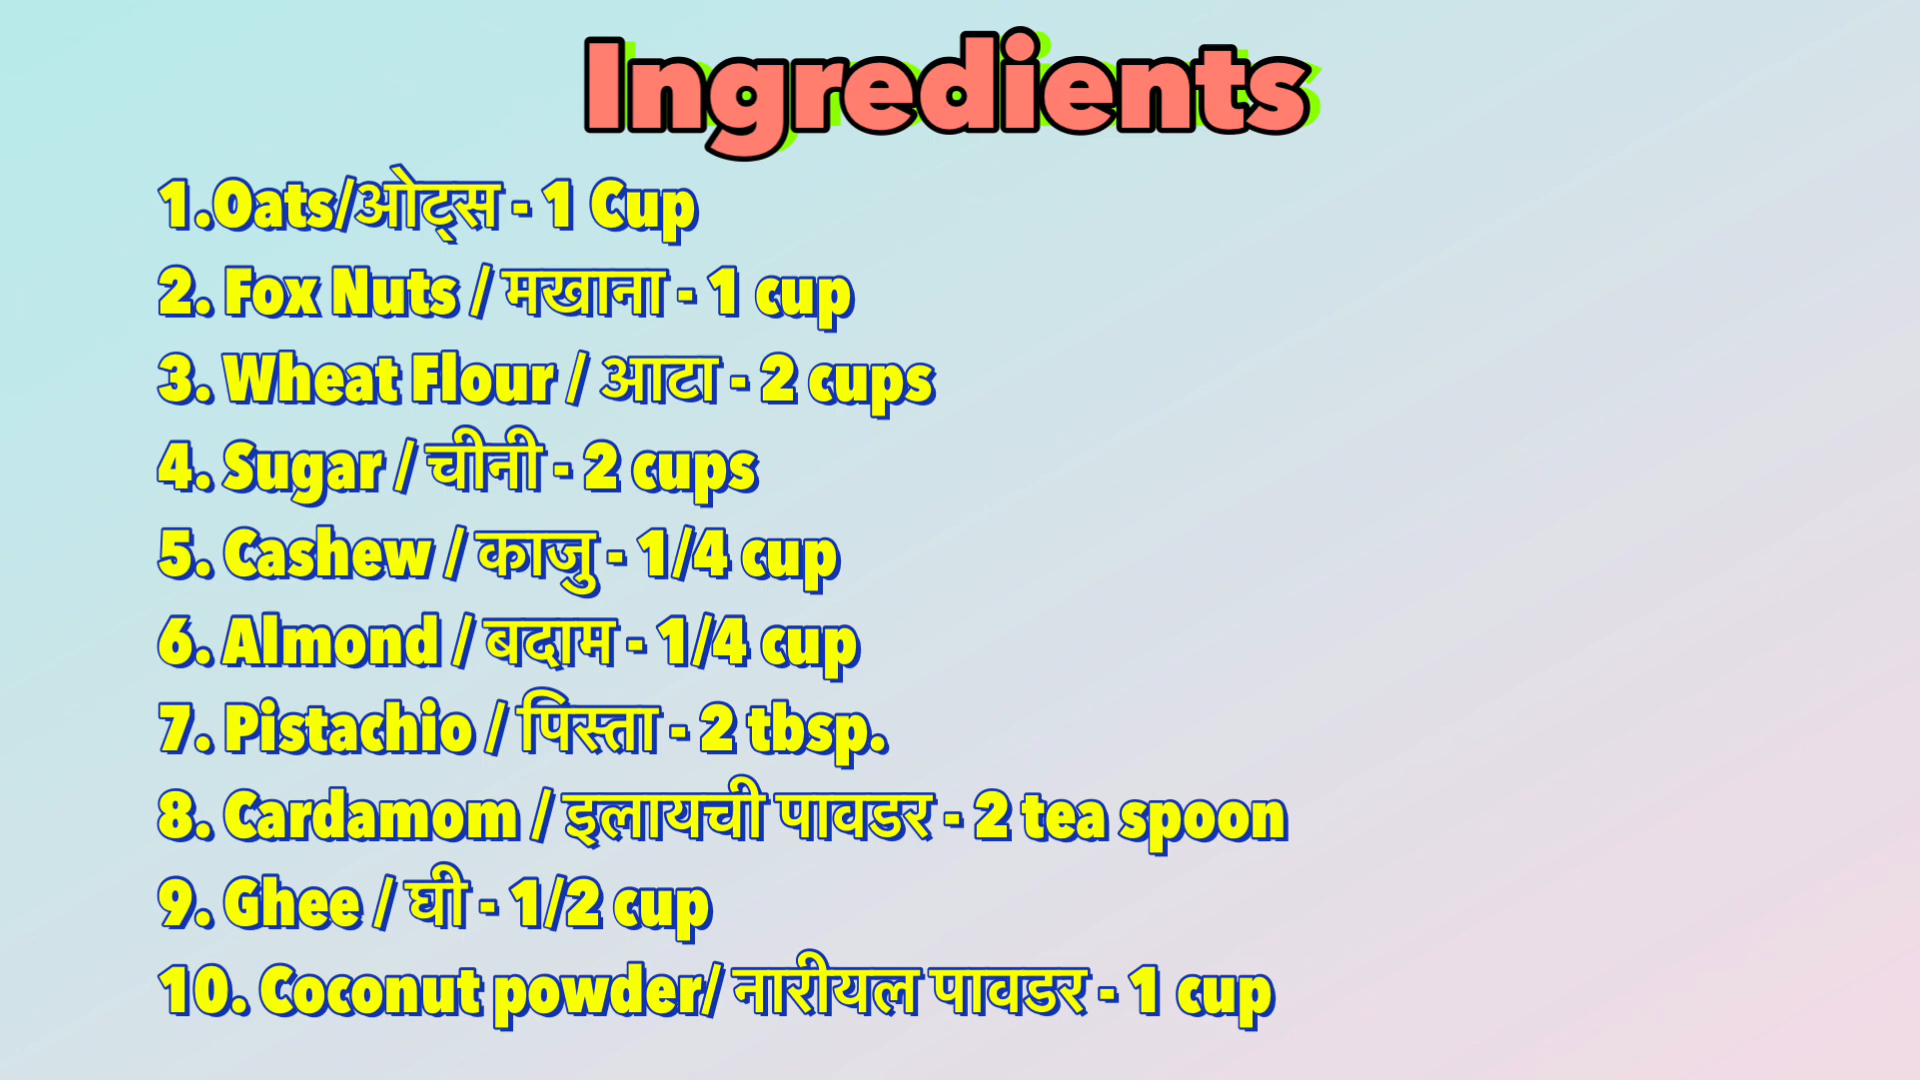 Ingredients
1.Oats/ओट्स - 1 Cup
2. Fox Nuts / मखाना - 1 cup
3. Wheat Flour / आटा - 2 cups
4. Sugar / चीनी - 2 cups
5. Cashew / काजु - 1/4 cup
6. Almond / बदाम - 1/4 cup
7. Pistachio / पिस्ता - 2 tbsp.
8. Cardamom / इलायची पावडर - 2 tea spoon
9. Ghee / घी - 1/2 cup
10. Coconut powder/ नारीयल पावडर - 1 cup